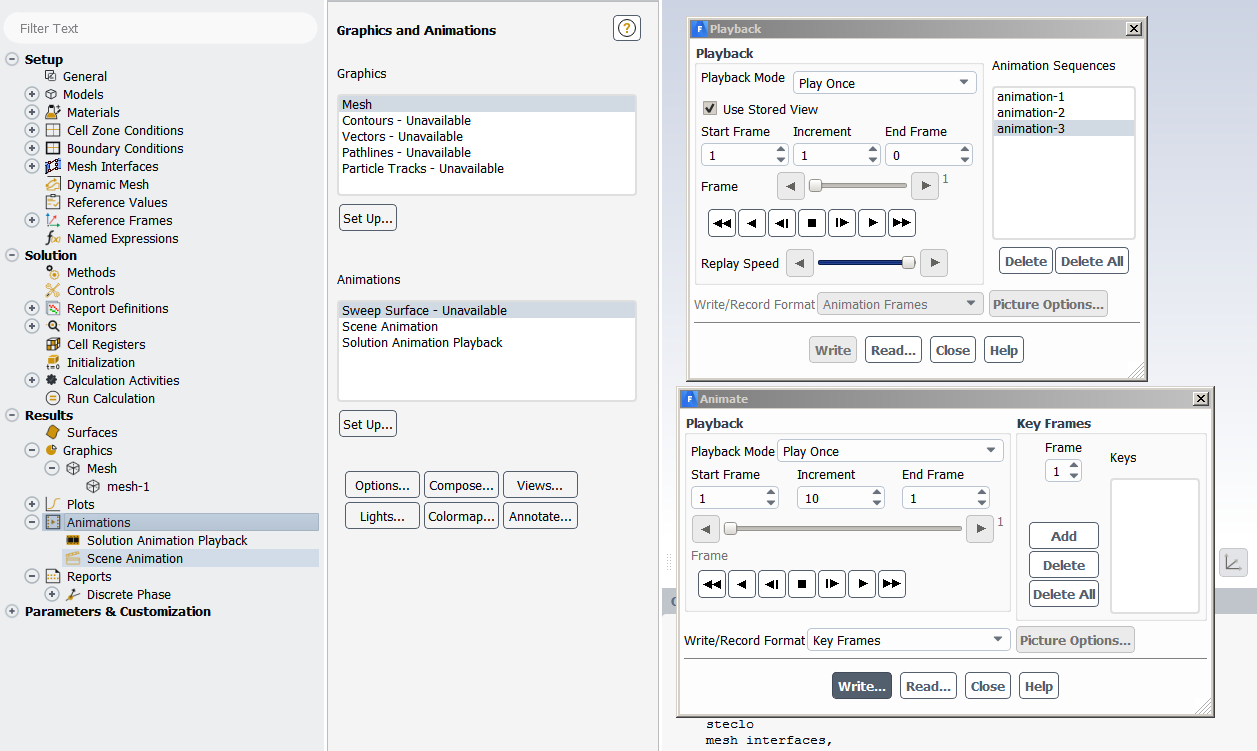 Filter Text
Setup
General
Models
Materials
Cell Zone Conditions
Boundary Conditions
Mesh Interfaces
Dynamic Mesh
Reference Values
Reference Frames
Named Expressions
Solution
Methods
Controls
Report Definitions
Monitors
Cell Registers
Initialization
Calculation Activities
Run Calculation
Results
Surfaces
Graphics
Mesh
mesh-1
Plots
Animations
Solution Animation Playback
Scene Animation
Reports
Discrete Phase
Parameters & Customization
Graphics and Animations
?
Graphics
Mesh
Contours - Unavailable
Vectors - Unavailable
Pathlines - Unavailable
Particle Tracks - Unavailable
Set Up...
Animations
Sweep Surface - Unavailable
Scene Animation
Solution Animation Playback
Set Up...
Options... Compose... Views...
Lights... Colormap... Annotate...
F Playback
Playback
Playback Mode Play Once
Use Stored View
Start Frame Increment End Frame
1 1 0
Frame 1
Replay Speed
Animation Sequences
animation-1
animation-2
animation-3
Delete Delete All
Write/Record Format Animation Frames Picture Options...
Write Read... Close Help
F Animate
Playback
Playback Mode Play Once
Start Frame Increment End Frame
1 10 1
1
Frame
Key Frames
Frame
1
Keys
Add
Delete
Delete All
Write/Record Format Key Frames Picture Options...
Write... Read... Close Help
steclo
mesh interfaces,